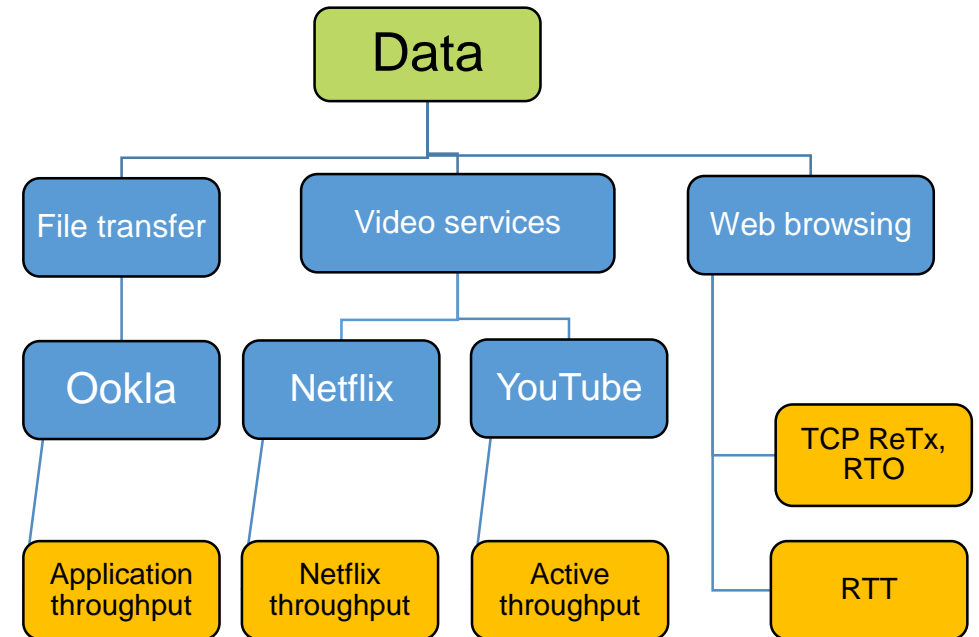 Data
File transfer
Video services
Web browsing
Ookla
Netflix
YouTube
TCP ReTx,
RTO
Application
throughput
Netflix
throughput
Active
throughput
RTT